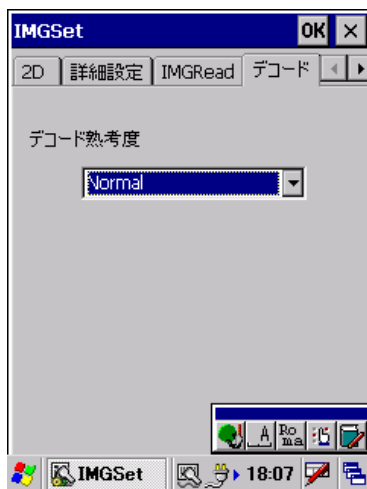 IMGSet OK ×
2D 詳細設定 IMGRead デコード
デコード熟考度
Normal
A Roma
IMGSet 18:07